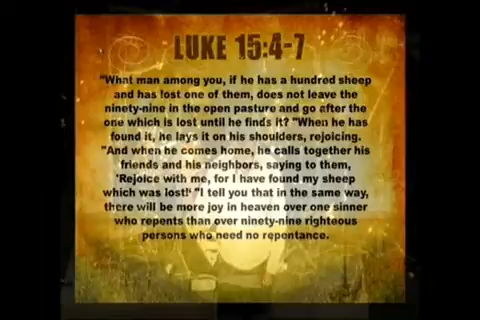 LUKE 15:4-7
"What man among you, if he has a hundred sheep
and has lost one of them, does not leave the
ninety-nine in the open pasture and go after the
one which is lost until he finds it? "When he has
found it, he lays it on his shoulders, rejoicing.
"And when he comes home, he calls together his
friends and his neighbors, saying to them,
'Rejoice with me, for I have found my sheep
which was lost!' "I tell you that in the same way,
there will be more joy in heaven over one sinner
who repents than over ninety-nine righteous
persons who need no repentance.